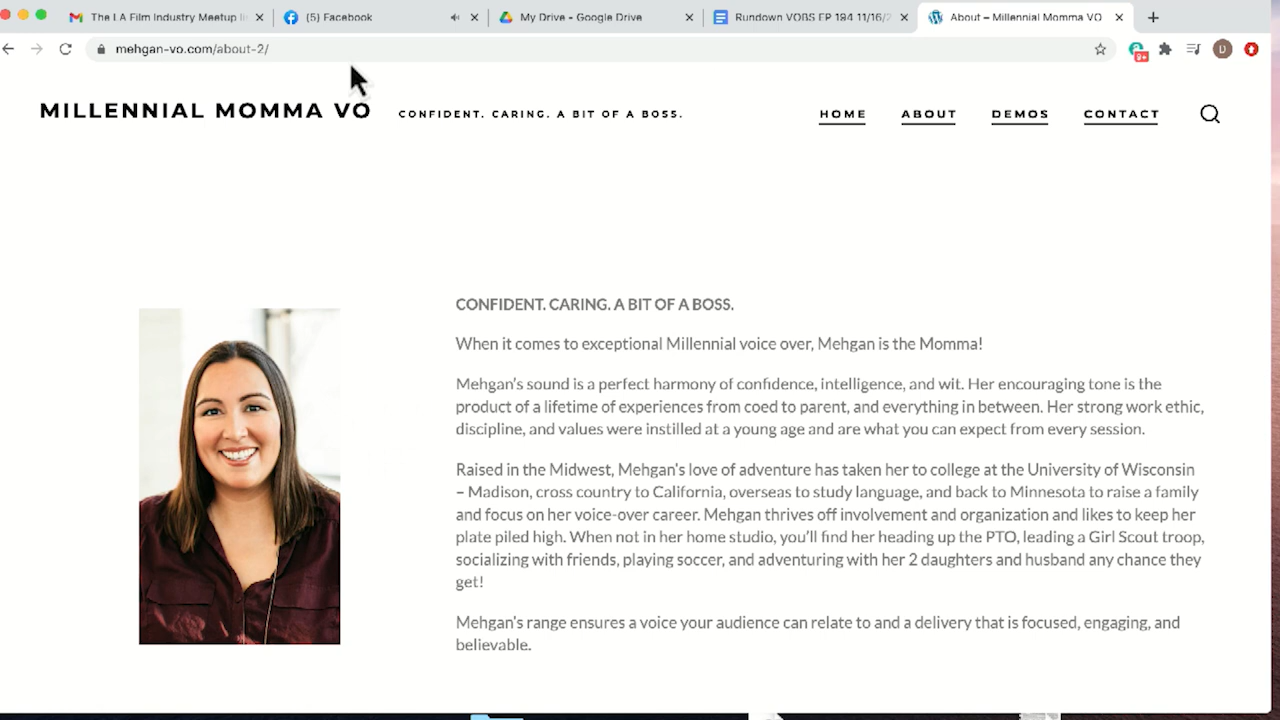 The LA Film Industry Meetup
(5) Facebook
My Drive - Google Drive
Rundown VOBS EP 194 11/16/2
About – Millennial Momma VO
mehgan-vo.com/about-2/
D
MILLENNIAL MOMMA VO
CONFIDENT. CARING. A BIT OF A BOSS.
HOME
ABOUT
DEMOS
CONTACT
CONFIDENT. CARING. A BIT OF A BOSS.
When it comes to exceptional Millennial voice over, Mehgan is the Momma!
Mehgan's sound is a perfect harmony of confidence, intelligence, and wit. Her encouraging tone is the
product of a lifetime of experiences from coed to parent, and everything in between. Her strong work ethic,
discipline, and values were instilled at a young age and are what you can expect from every session.
Raised in the Midwest, Mehgan's love of adventure has taken her to college at the University of Wisconsin
– Madison, cross country to California, overseas to study language, and back to Minnesota to raise a family
and focus on her voice-over career. Mehgan thrives off involvement and organization and likes to keep her
plate piled high. When not in her home studio, you'll find her heading up the PTO, leading a Girl Scout troop,
socializing with friends, playing soccer, and adventuring with her 2 daughters and husband any chance they
get!
Mehgan's range ensures a voice your audience can relate to and a delivery that is focused, engaging, and
believable.